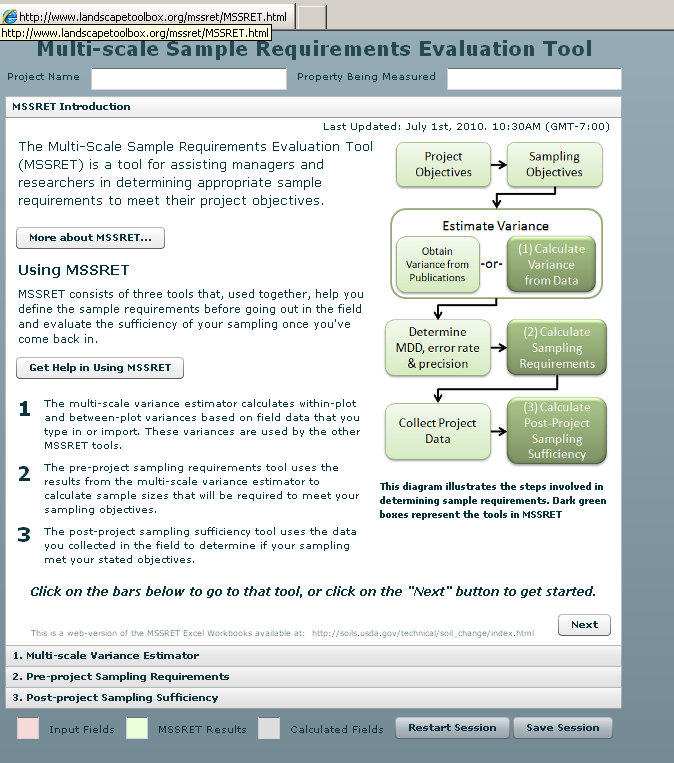 http://www.landscapetoolbox.org/mssret/MSSRET.html
http://www.landscapetoolbox.org/mssret/MSSRET.html
Multi-scale Sample Requirements Evaluation Tool
Project Name
Property Being Measured
MSSRET Introduction
Last Updated: July 1st, 2010. 10:30AM (GMT-7:00)
The Multi-Scale Sample Requirements Evaluation Tool
(MSSRET) is a tool for assisting managers and
researchers in determining appropriate sample
requirements to meet their project objectives.
More about MSSRET...
Using MSSRET
MSSRET consists of three tools that, used together, help you
define the sample requirements before going out in the field
and evaluate the sufficiency of your sampling once you've
come back in.
Get Help in Using MSSRET
1 The multi-scale variance estimator calculates within-plot
and between-plot variances based on field data that you
type in or import. These variances are used by the other
MSSRET tools.
2 The pre-project sampling requirements tool uses the
results from the multi-scale variance estimator to
calculate sample sizes that will be required to meet your
sampling objectives.
3 The post-project sampling sufficiency tool uses the data
you collected in the field to determine if your sampling
met your stated objectives.
Project
Objectives
Sampling
Objectives
Estimate Variance
Obtain
Variance from
Publications
-or-
(1) Calculate
Variance
from Data
Determine
MDD, error rate
& precision
(2) Calculate
Sampling
Requirements
Collect Project
Data
(3) Calculate
Post-Project
Sampling
Sufficiency
This diagram illustrates the steps involved in
determining sample requirements. Dark green
boxes represent the tools in MSSRET
Click on the bars below to go to that tool, or click on the "Next" button to get started.
This is a web-version of the MSSRET Excel Workbooks available at: http://soils.usda.gov/technical/soil_change/index.html
Next
1. Multi-scale Variance Estimator
2. Pre-project Sampling Requirements
3. Post-project Sampling Sufficiency
Input Fields
MSSRET Results
Calculated Fields
Restart Session
Save Session